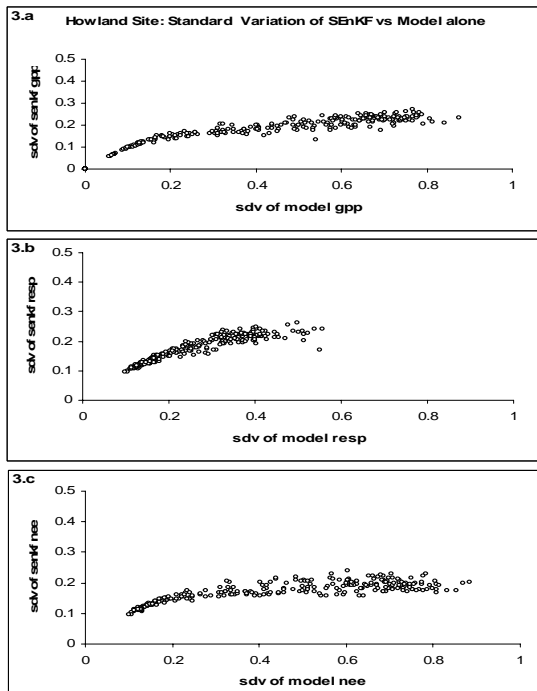 3.a Howland Site: Standard Variation of SEnKF vs Model alone
sdv of senkf gpp
0.5
0.4
0.3
0.2
0.1
0
0 0.2 0.4 0.6 0.8 1
sdv of model gpp
3.b
sdv of senkf resp
0.5
0.4
0.3
0.2
0.1
0
0 0.2 0.4 0.6 0.8 1
sdv of model resp
3.c
sdv of senkf nee
0.5
0.4
0.3
0.2
0.1
0
0 0.2 0.4 0.6 0.8 1
sdv of model nee